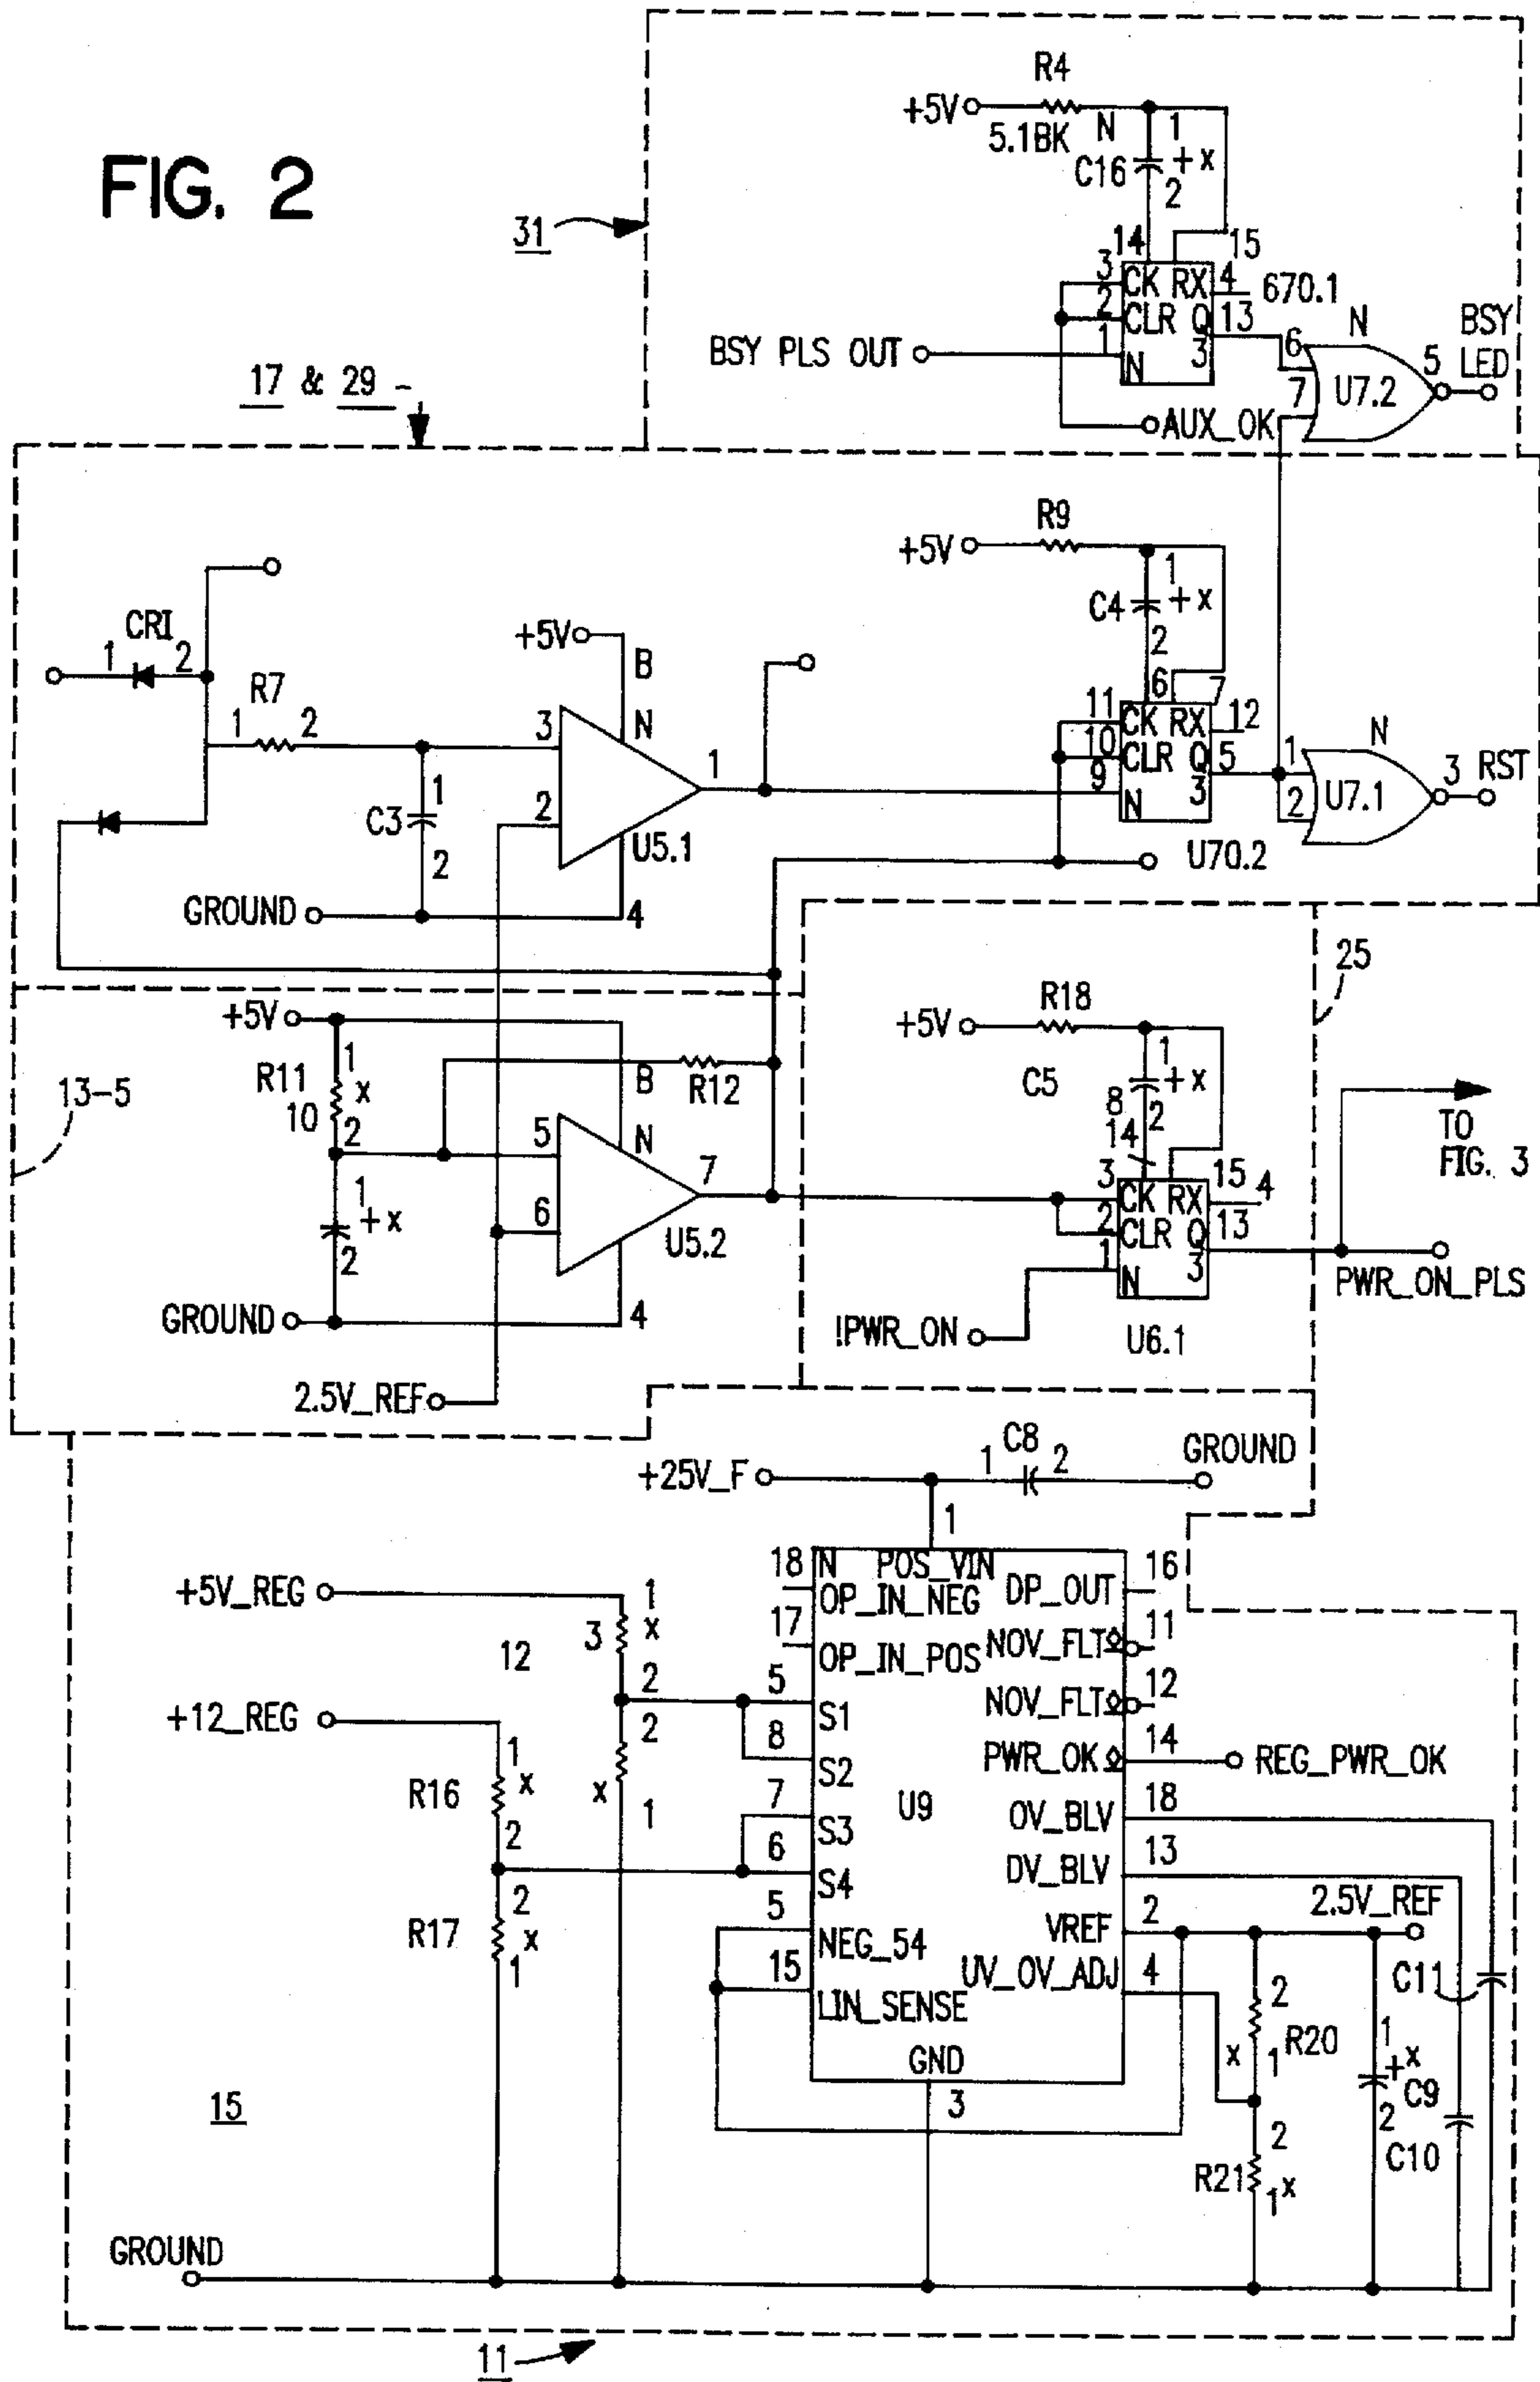 FIG. 2
31
R4
+5V
5.1BK
N
1
+
x
C16
2
14
15
3
CK RX
4
670.1
2
CLR Q
13
BSY PLS OUT
1
N
3
AUX_OK
6
7
N
U7.2
5
BSY
LED
17 & 29
CRI
1
2
R7
1
2
C3
1
2
GROUND
+5V
B
N
3
2
1
U5.1
4
R9
+5V
C4
1
+
x
2
6
7
11
CK RX
12
10
CLR Q
5
9
N
3
U70.2
1
2
N
U7.1
3
RST
13-5
+5V
R11
10
1
x
2
1
+
x
2
GROUND
B
R12
N
5
6
7
U5.2
4
2.5V_REF
25
R18
+5V
C5
1
+
x
8
2
14
3
CK RX
15
4
2
CLR Q
13
1
N
3
!PWR_ON
U6.1
TO
FIG. 3
PWR_ON_PLS
+25V_F
1
C8
2
GROUND
1
+5V_REG
1
3
x
12
2
2
x
1
+12_REG
R16
1
x
2
R17
2
x
1
18
N
POS_VIN
OP_IN_NEG
DP_OUT
16
17
OP_IN_POS
NOV_FLT
11
5
S1
NOV_FLT
12
8
S2
PWR_OK
14
REG_PWR_OK
7
S3
U9
OV_BLV
18
6
S4
DV_BLV
13
5
NEG_54
VREF
2
2.5V_REF
15
LIN_SENSE
UV_OV_ADJ
4
GND
3
C11
2
R20
x
1
1
+
x
C9
2
C10
2
R21
1
x
15
GROUND
11